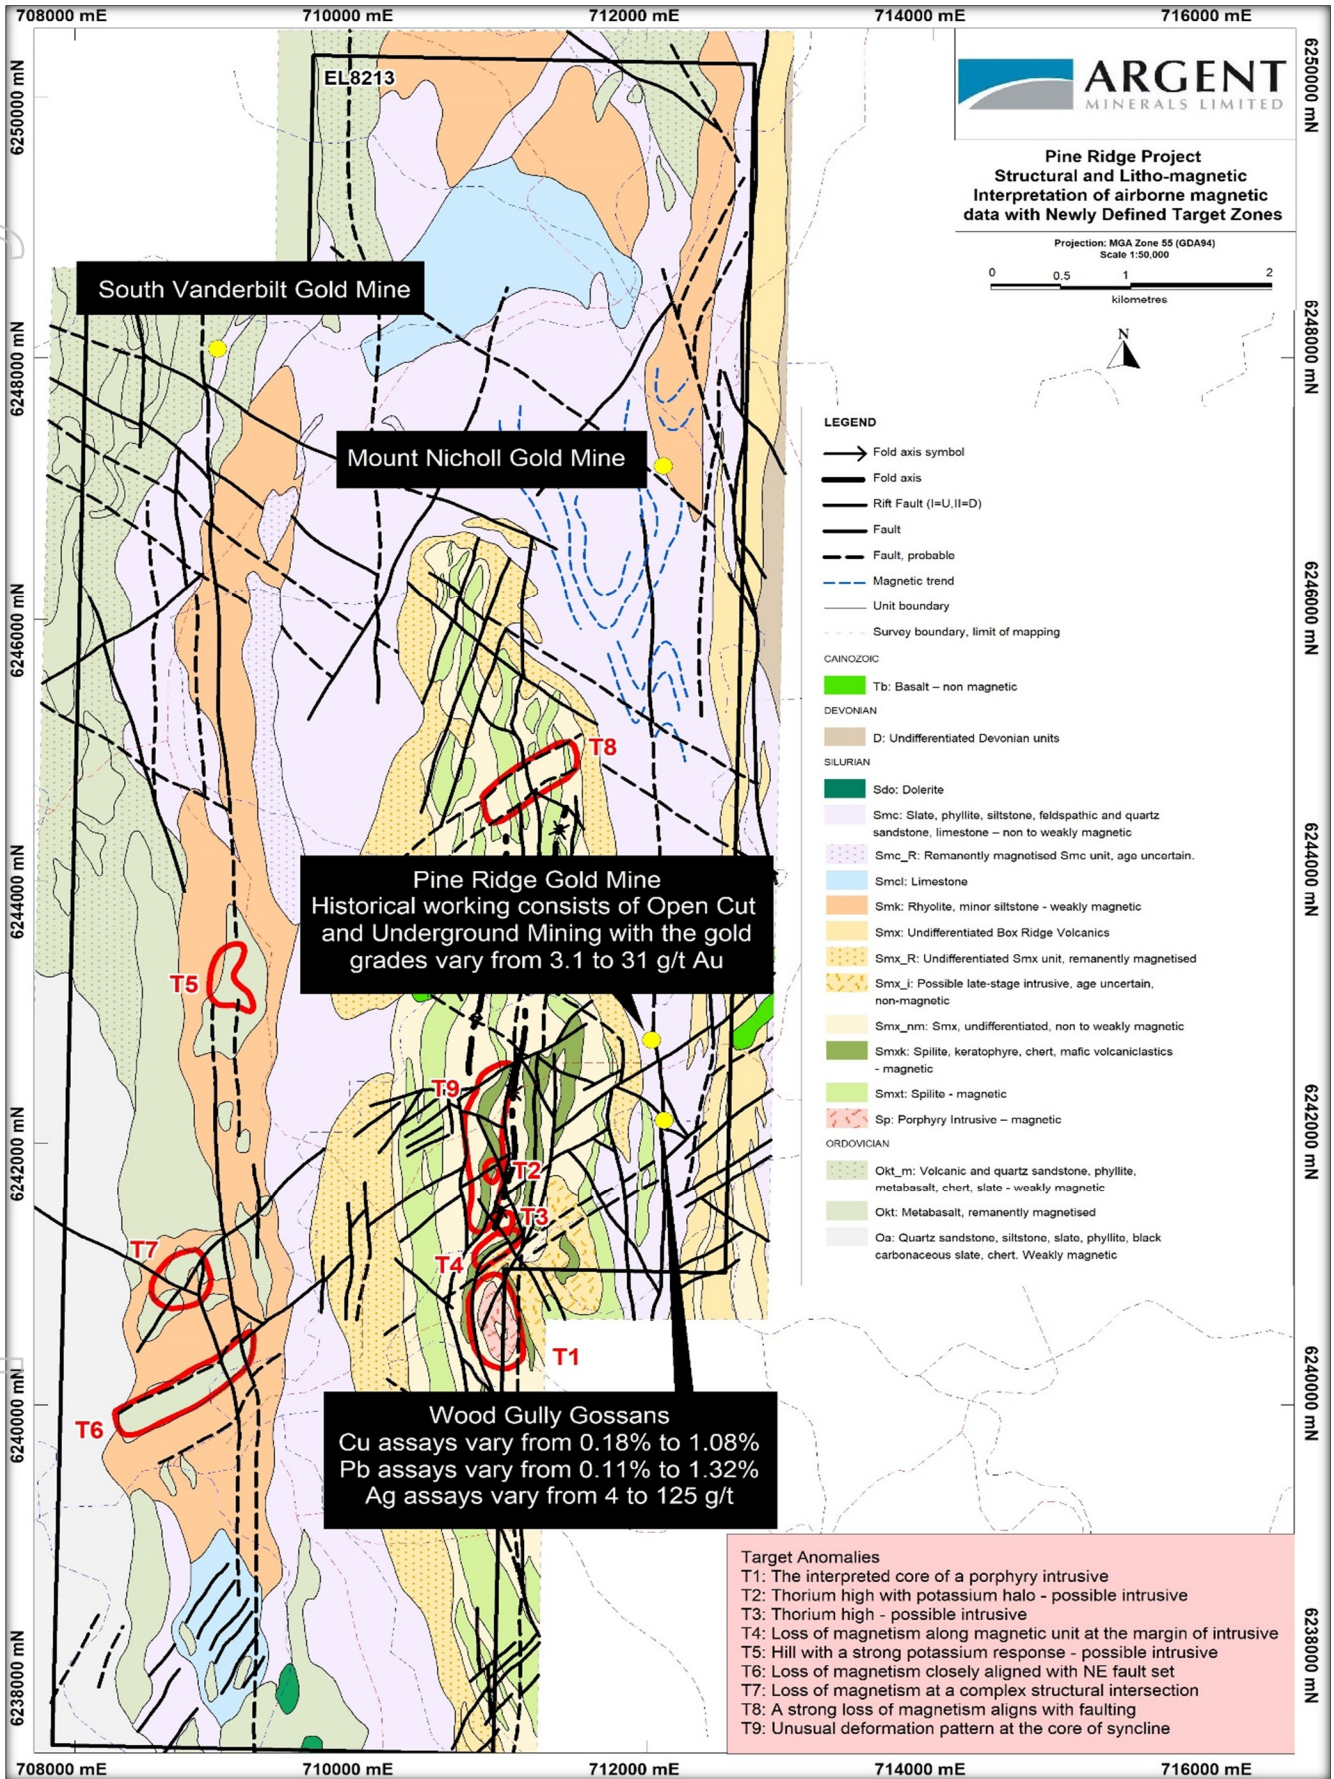 708000 mE
710000 mE
712000 mE
714000 mE
716000 mE
6250000 mN
6248000 mN
6246000 mN
6244000 mN
6242000 mN
6240000 mN
6238000 mN
EL8213
South Vanderbilt Gold Mine
Mount Nicholl Gold Mine
T8
Pine Ridge Gold Mine
Historical working consists of Open Cut
and Underground Mining with the gold
grades vary from 3.1 to 31 g/t Au
T5
T9
T2
T3
T7
T4
T1
T6
Wood Gully Gossans
Cu assays vary from 0.18% to 1.08%
Pb assays vary from 0.11% to 1.32%
Ag assays vary from 4 to 125 g/t
ARGENT
MINERALS LIMITED
Pine Ridge Project
Structural and Litho-magnetic
Interpretation of airborne magnetic
data with Newly Defined Target Zones
Projection: MGA Zone 55 (GDA94)
Scale 1:50,000
0 0.5 1 2
kilometres
N
LEGEND
Fold axis symbol
Fold axis
Rift Fault (I=U,II=D)
Fault
Fault, probable
Magnetic trend
Unit boundary
Survey boundary, limit of mapping
CAINOZOIC
Tb: Basalt – non magnetic
DEVONIAN
D: Undifferentiated Devonian units
SILURIAN
Sdo: Dolerite
Smc: Slate, phyllite, siltstone, feldspathic and quartz
sandstone, limestone – non to weakly magnetic
Smc_R: Remanently magnetised Smc unit, age uncertain.
Smcl: Limestone
Smk: Rhyolite, minor siltstone - weakly magnetic
Smx: Undifferentiated Box Ridge Volcanics
Smx_R: Undifferentiated Smx unit, remanently magnetised
Smx_i: Possible late-stage intrusive, age uncertain,
non-magnetic
Smx_nm: Smx, undifferentiated, non to weakly magnetic
Smxk: Spilite, keratophyre, chert, mafic volcaniclastics
- magnetic
Smxt: Spilite - magnetic
Sp: Porphyry Intrusive – magnetic
ORDOVICIAN
Okt_m: Volcanic and quartz sandstone, phyllite,
metabasalt, chert, slate - weakly magnetic
Okt: Metabasalt, remanently magnetised
Oa: Quartz sandstone, siltstone, slate, phyllite, black
carbonaceous slate, chert. Weakly magnetic
Target Anomalies
T1: The interpreted core of a porphyry intrusive
T2: Thorium high with potassium halo - possible intrusive
T3: Thorium high - possible intrusive
T4: Loss of magnetism along magnetic unit at the margin of intrusive
T5: Hill with a strong potassium response - possible intrusive
T6: Loss of magnetism closely aligned with NE fault set
T7: Loss of magnetism at a complex structural intersection
T8: A strong loss of magnetism aligns with faulting
T9: Unusual deformation pattern at the core of syncline
6250000 mN
6248000 mN
6246000 mN
6244000 mN
6242000 mN
6240000 mN
6238000 mN
708000 mE
710000 mE
712000 mE
714000 mE
716000 mE